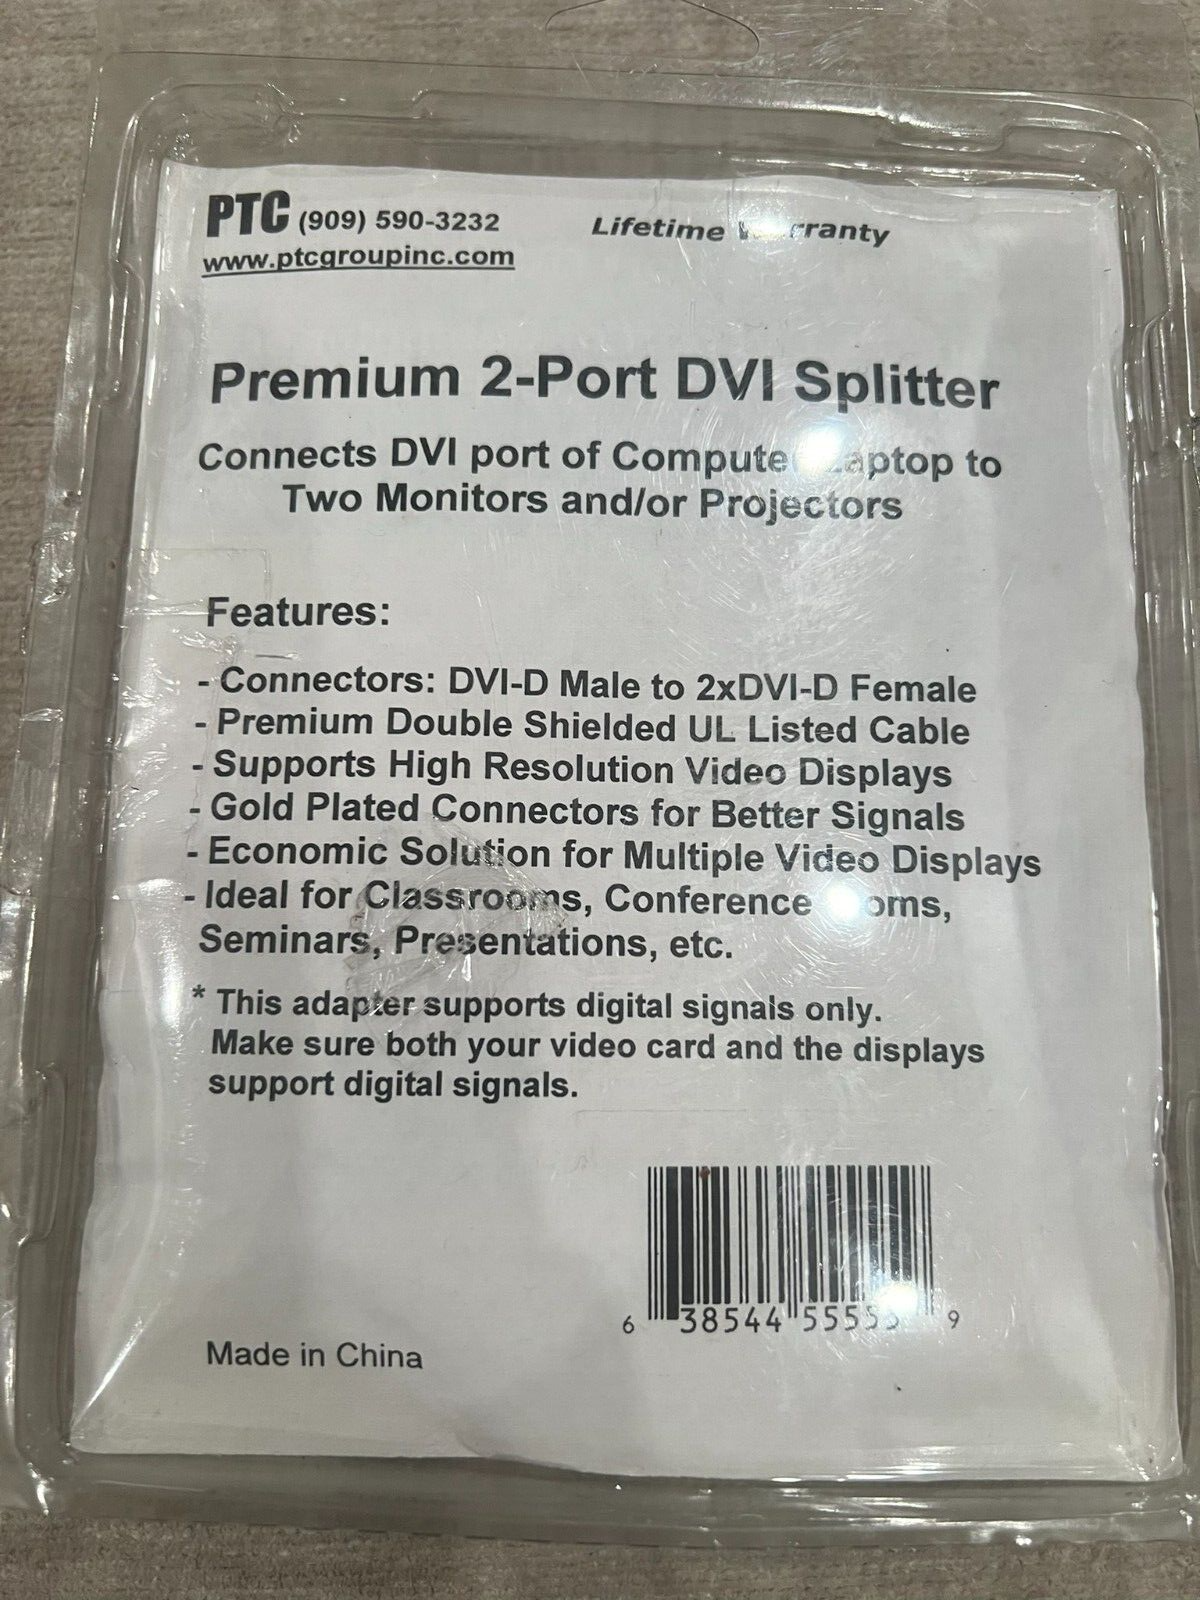 PTC (909) 590-3232
www.ptcgroupinc.com
Lifetime
Premium 2-Port DVI Splitter
Connects DVI port of to
Two Monitors and/or Projectors
Features:
- Connectors: DVI-D Male to 2xDVI-D Female
- Premium Double Shielded UL Listed Cable
- Supports High Resolution Video Displays
- Gold Plated Connectors for Better Signals
- Economic Solution for Multiple Video Displays
- Ideal for Classrooms, Conference
Seminars, Presentations, etc.
* This adapter supports digital signals only.
Make sure both your video card and the displays
support digital signals.
6 38544 9
Made in China